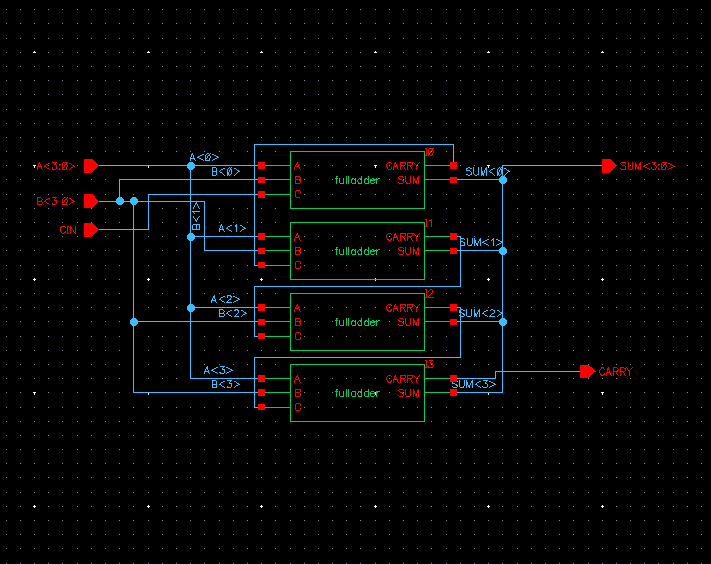 A<3:0>
B<3:0>
CIN
A<0>
B<0>
I0
A
B
C
fulladder
CARRY
SUM
SUM<0>
SUM<3:0>
B<1>
A<1>
I1
A
B
C
fulladder
CARRY
SUM
SUM<1>
A<2>
B<2>
I2
A
B
C
fulladder
CARRY
SUM
SUM<2>
A<3>
B<3>
I3
A
B
C
fulladder
CARRY
SUM
SUM<3>
CARRY